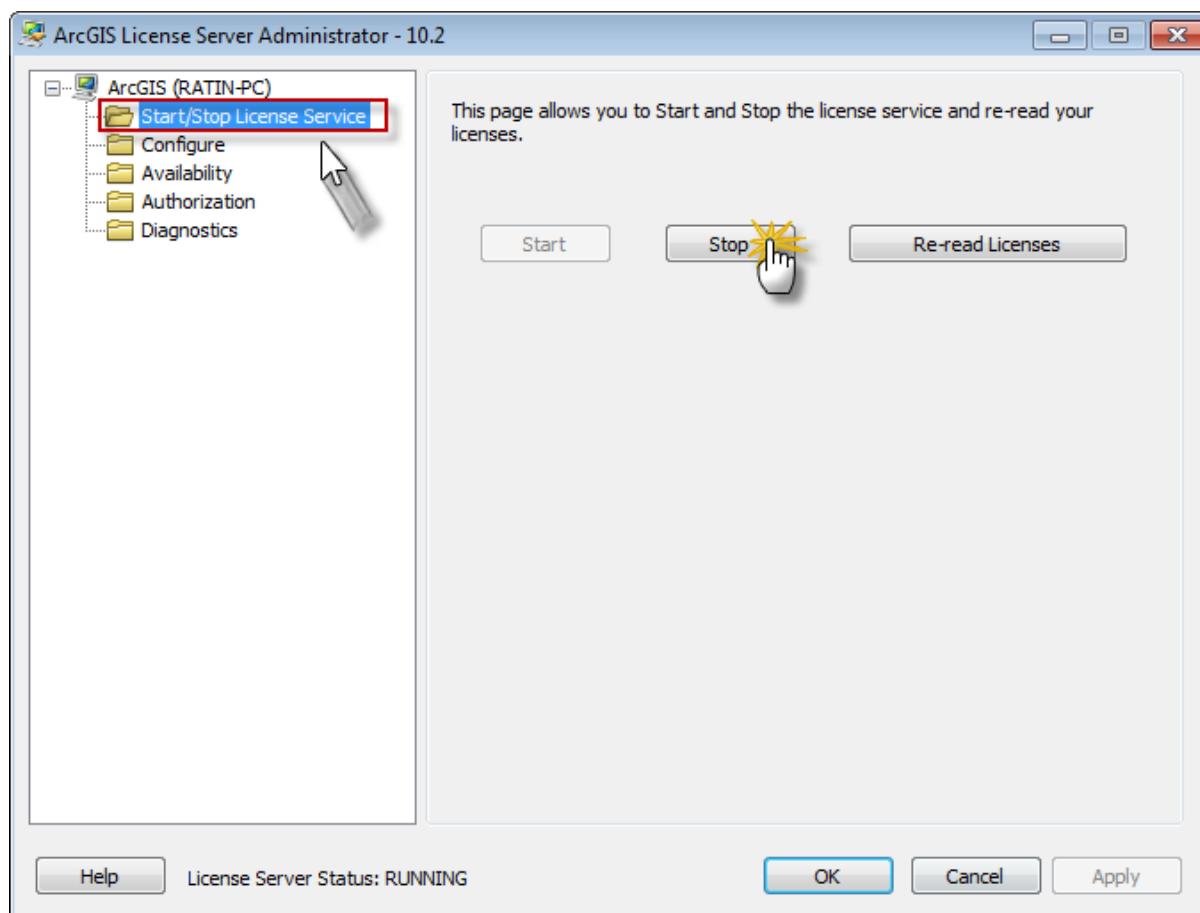 ArcGIS License Server Administrator - 10.2
ArcGIS (RATIN-PC)
Start/Stop License Service
Configure
Availability
Authorization
Diagnostics
This page allows you to Start and Stop the license service and re-read your
licenses.
Start
Stop
Re-read Licenses
Help
License Server Status: RUNNING
OK
Cancel
Apply